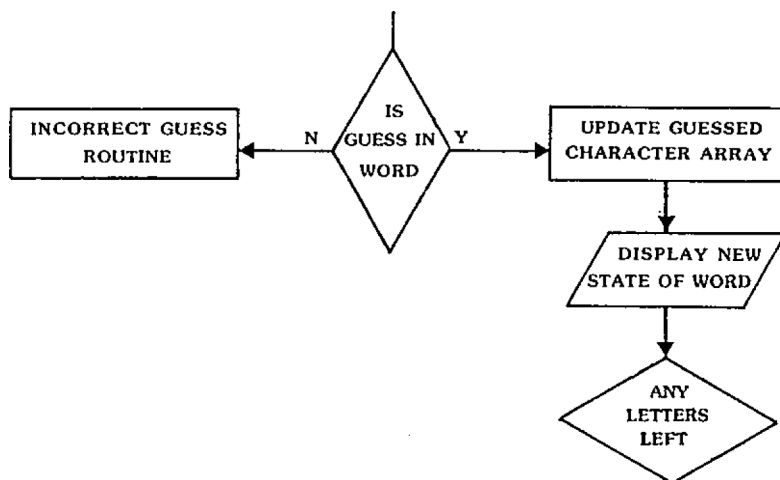 IS
GUESS IN
WORD
N
Y
INCORRECT GUESS
ROUTINE
UPDATE GUESSED
CHARACTER ARRAY
DISPLAY NEW
STATE OF WORD
ANY
LETTERS
LEFT